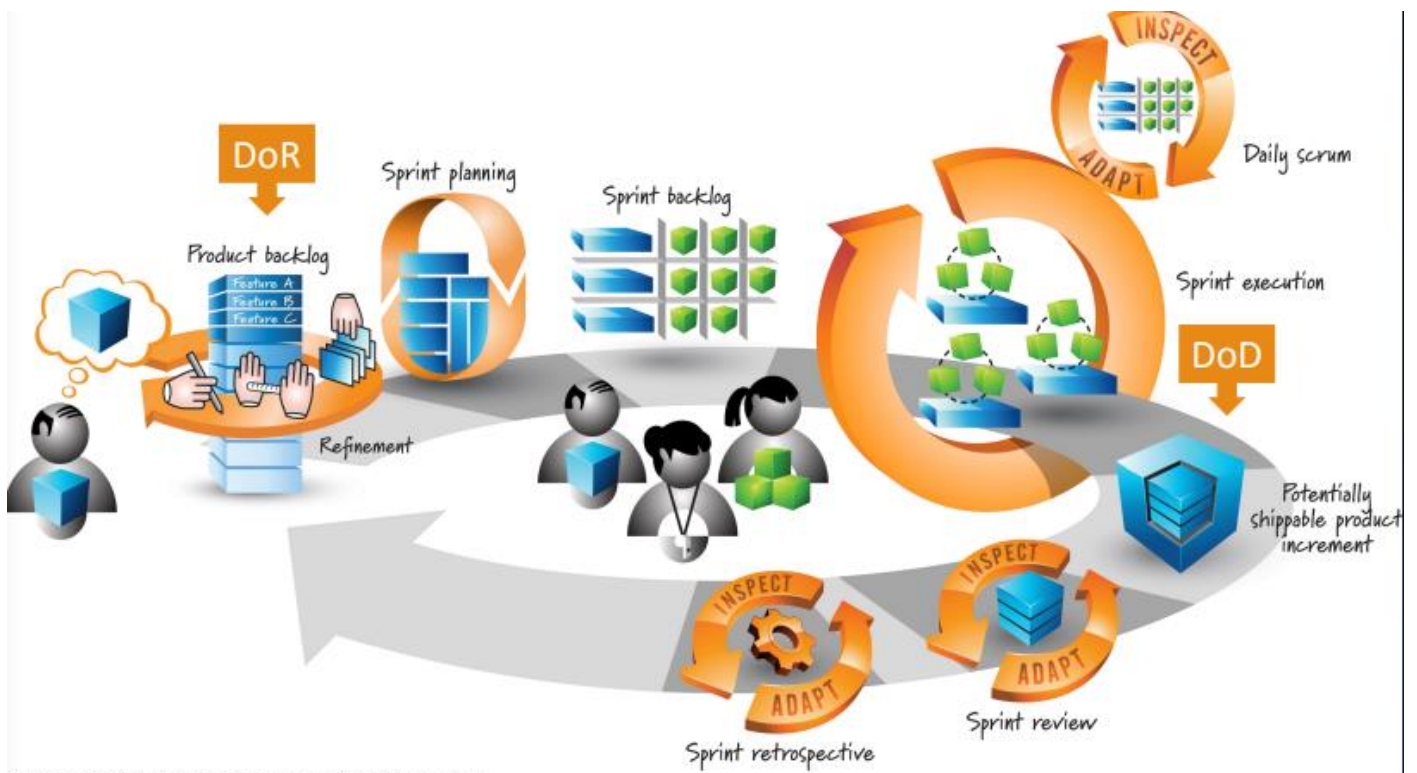 INSPECT
ADAPT
Daily scrum
DoR
Sprint planning
Sprint backlog
Product backlog
Feature A
Feature B
Feature C
Refinement
Sprint execution
DoD
Potentially
shippable product
increment
INSPECT
ADAPT
Sprint review
INSPECT
ADAPT
Sprint retrospective